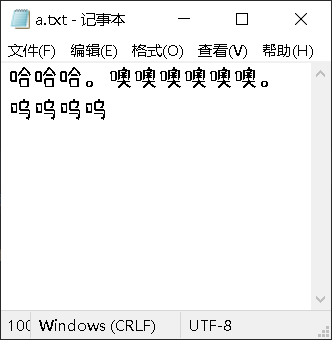 a.txt - 记事本
文件(F) 编辑(E) 格式(O) 查看(V) 帮助(H)
哈哈哈。噢噢噢噢噢噢。
呜呜呜呜
100 Windows (CRLF) UTF-8